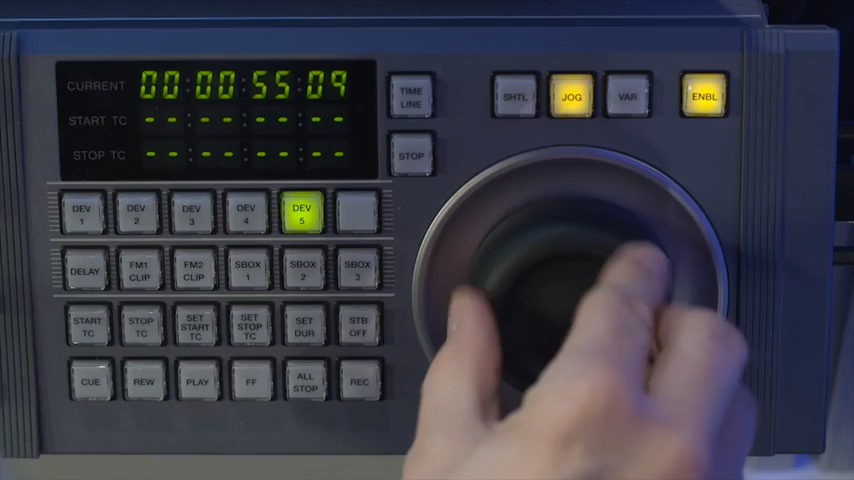 CURRENT 00:00:55:09
START TC --:--:--:--
STOP TC --:--:--:--
TIME LINE
STOP
SHTL JOG VAR ENBL
DEV 1 DEV 2 DEV 3 DEV 4 DEV 5
DELAY FM1 CLIP FM2 CLIP SBOX 1 SBOX 2 SBOX 3
START TC STOP TC SET START TC SET STOP TC SET DUR STB OFF
CUE REW PLAY FF ALL STOP REC